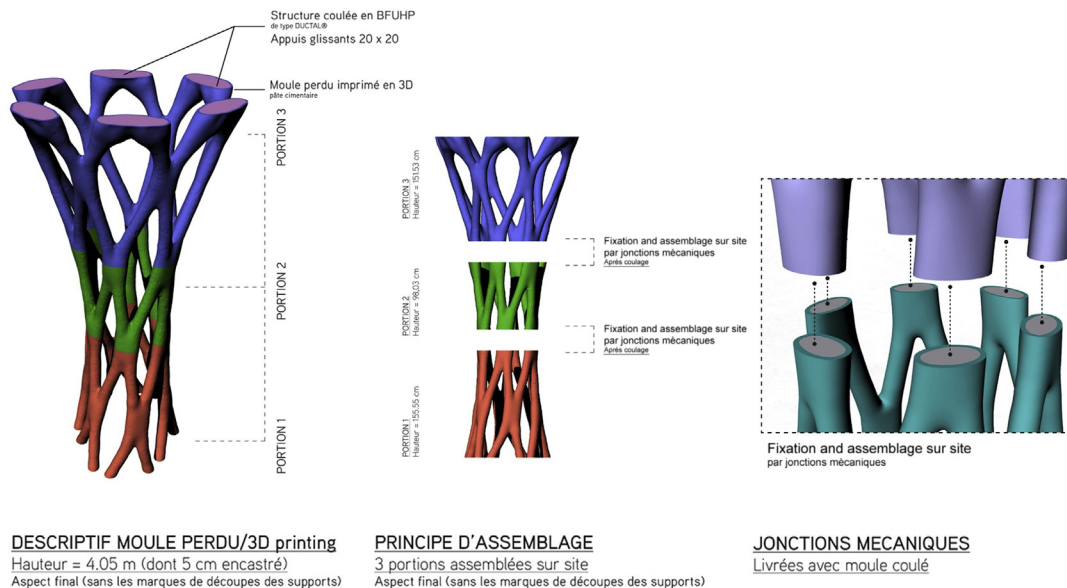 Structure coulée en BFUHP
de type DUCTAL®
Appuis glissants 20 x 20
Moule perdu imprimé en 3D
pâte cimentaire
PORTION 3
PORTION 2
PORTION 1
PORTION 3
Hauteur = 151,53 cm
PORTION 2
Hauteur = 98,03 cm
PORTION 1
Hauteur = 155,55 cm
Fixation and assemblage sur site
par jonctions mècaniques
Après coulage
Fixation and assemblage sur site
par jonctions mècaniques
Après coulage
Fixation and assemblage sur site
par jonctions mècaniques
DESCRIPTIF MOULE PERDU/3D printing
Hauteur = 4.05 m (dont 5 cm encastré)
Aspect final (sans les marques de découpes des supports)
PRINCIPE D'ASSEMBLAGE
3 portions assemblées sur site
Aspect final (sans les marques de découpes des supports)
JONCTIONS MECANIQUES
Livrées avec moule coulé